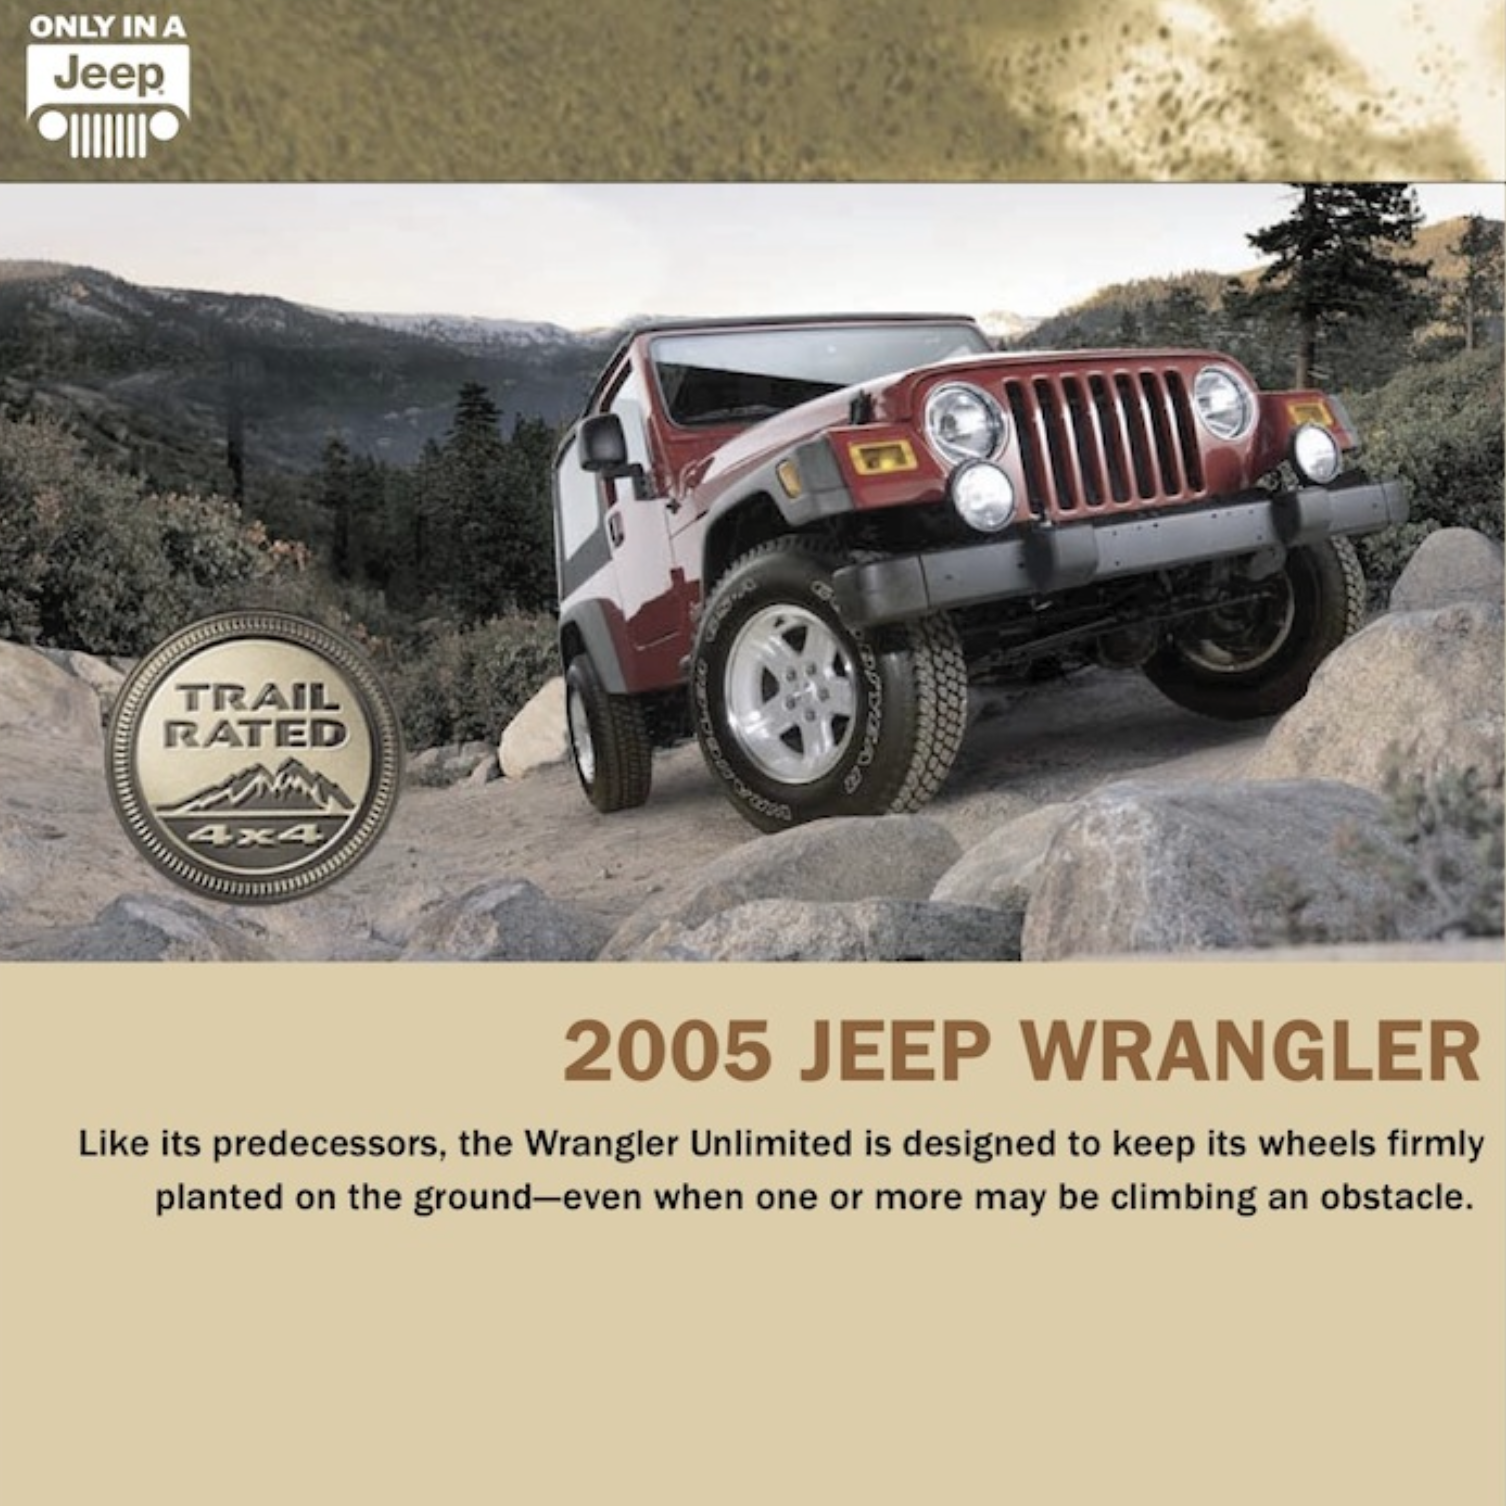 ONLY IN A
Jeep
TRAIL
RATED
4x4
2005 JEEP WRANGLER
Like its predecessors, the Wrangler Unlimited is designed to keep its wheels firmly
planted on the ground—even when one or more may be climbing an obstacle.